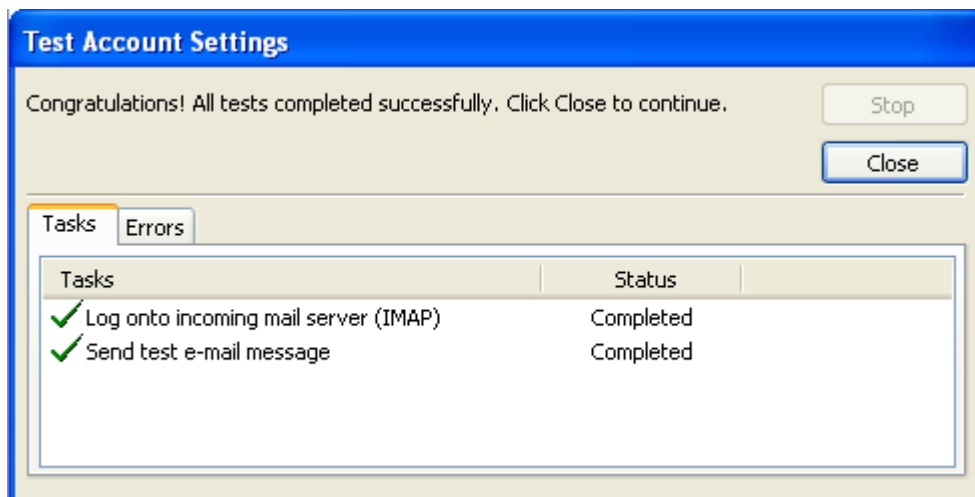 Test Account Settings
Congratulations! All tests completed successfully. Click Close to continue.
Stop
Close
Tasks Errors
Tasks Status
Log onto incoming mail server (IMAP) Completed
Send test e-mail message Completed